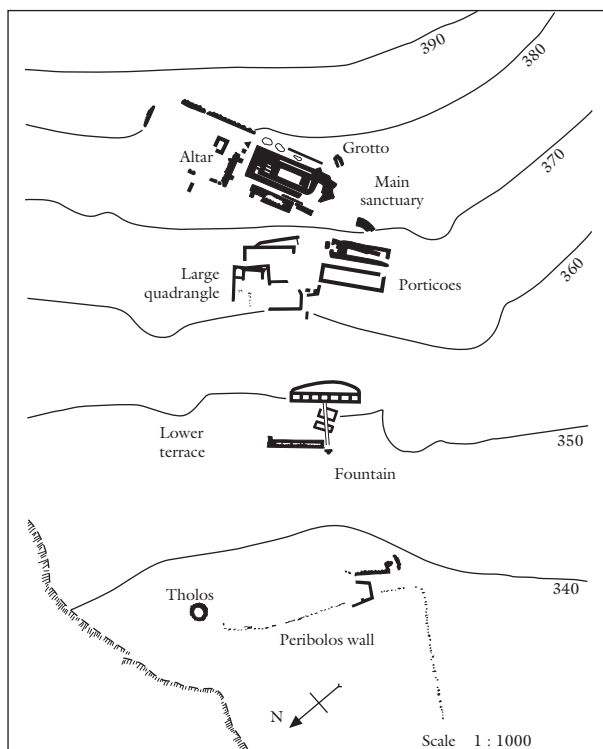 390
380
Grotto
Altar
370
Main
sanctuary
360
Large
quadrangle
Porticoes
Lower
terrace
350
Fountain
Tholos
340
Peribolos wall
N
Scale 1 : 1000